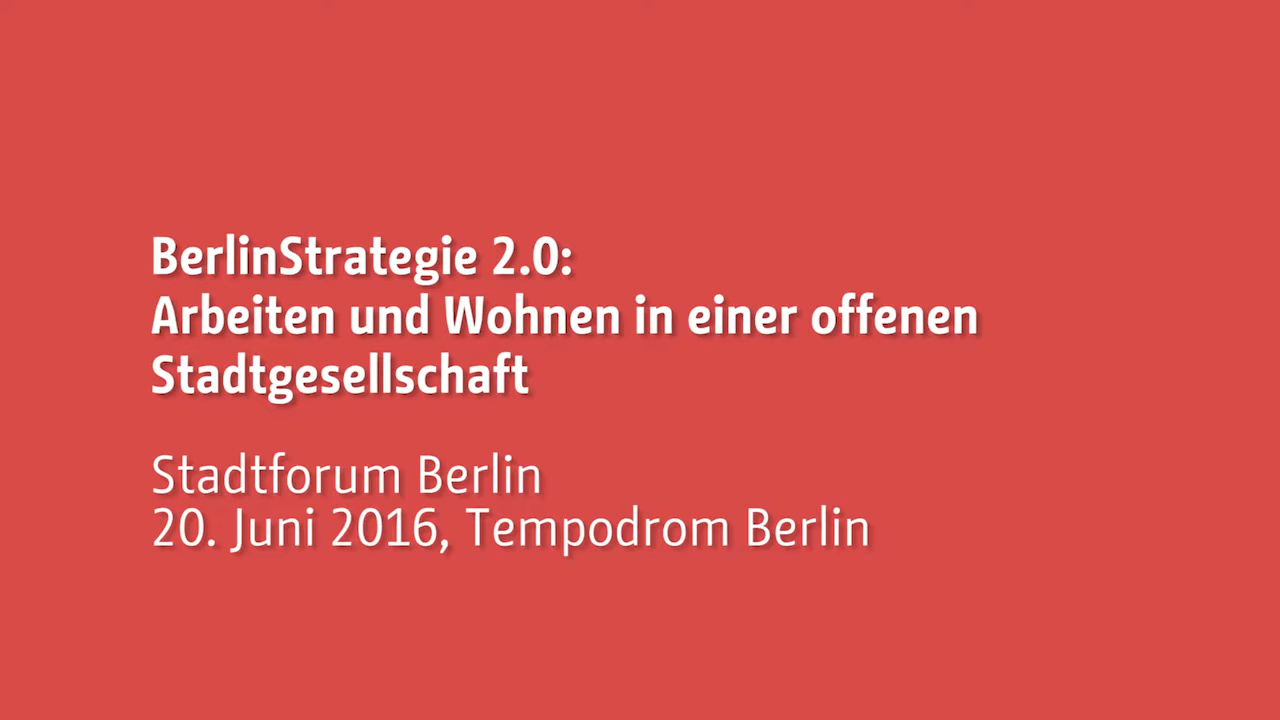 BerlinStrategie 2.0:
Arbeiten und Wohnen in einer offenen
Stadtgesellschaft
Stadtforum Berlin
20. Juni 2016, Tempodrom Berlin